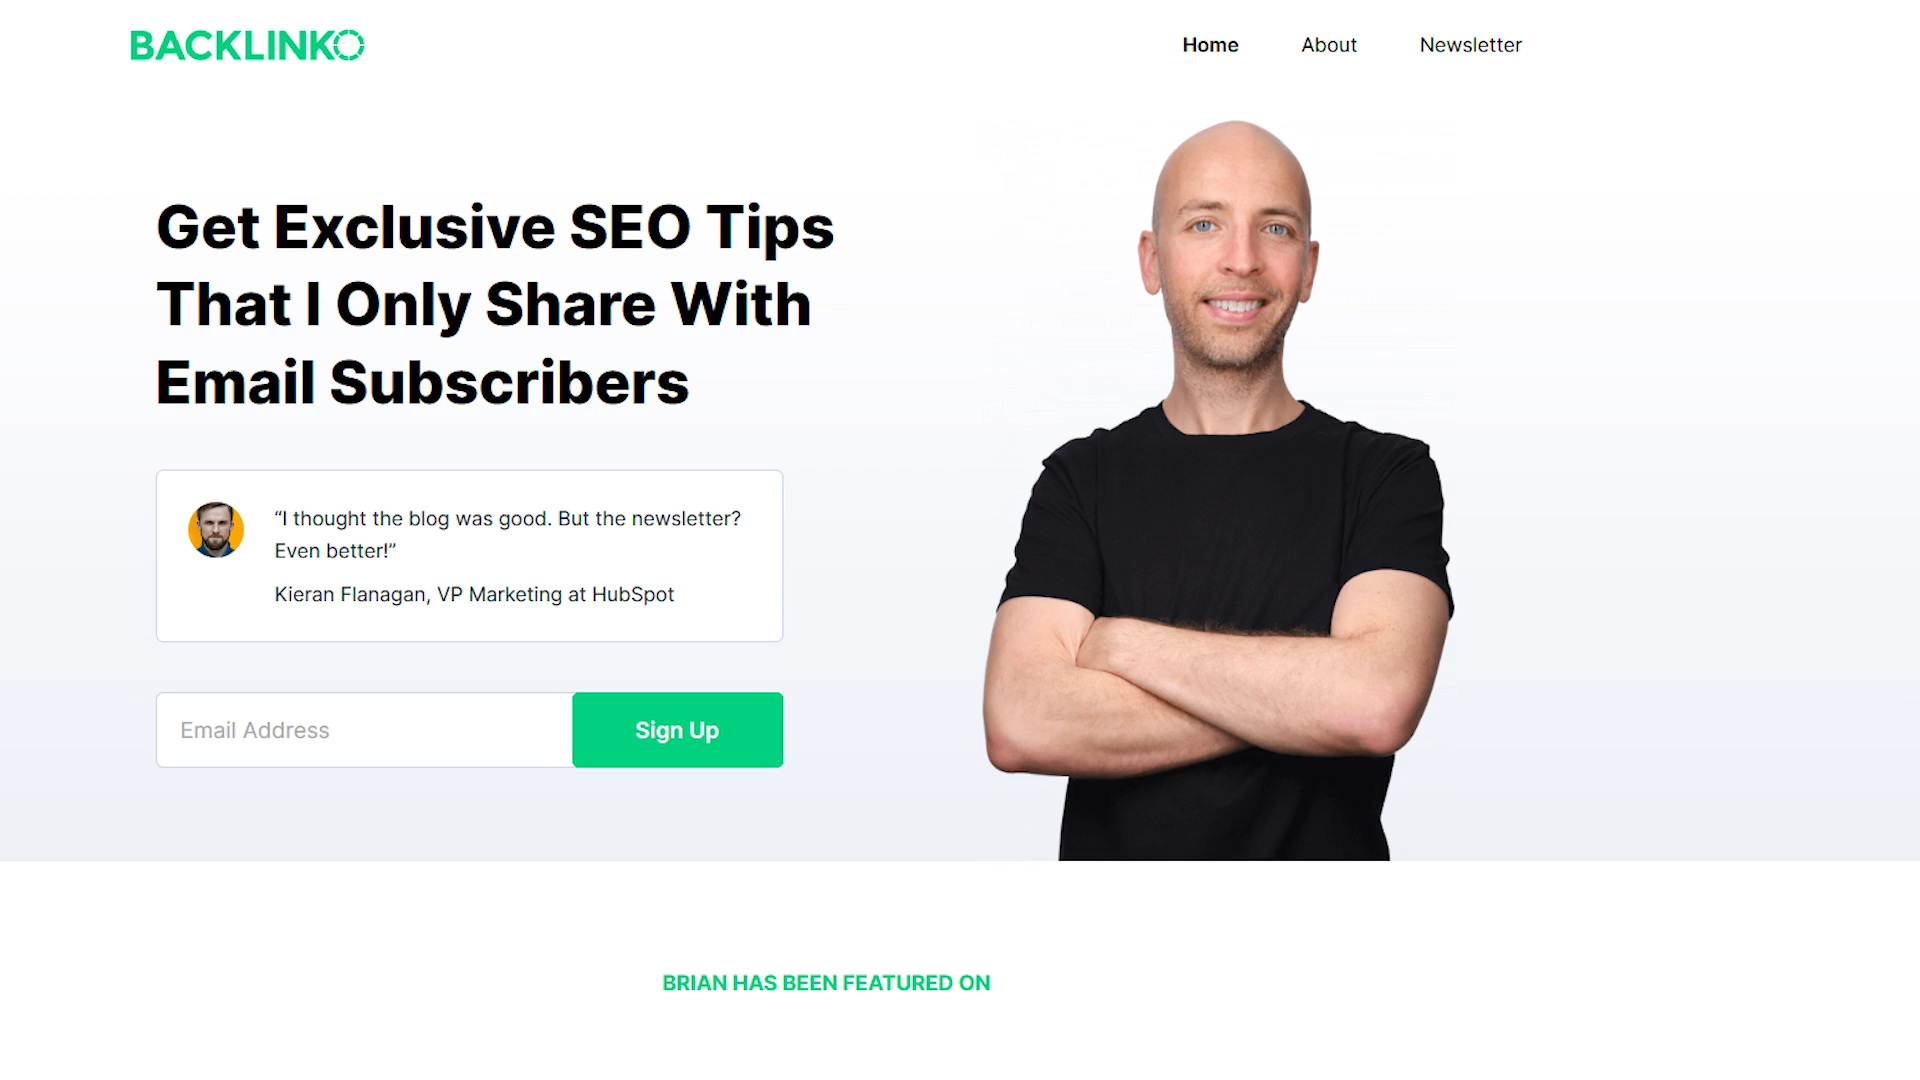 BACKLINKO
Home About Newsletter
Get Exclusive SEO Tips
That I Only Share With
Email Subscribers
“I thought the blog was good. But the newsletter?
Even better!”
Kieran Flanagan, VP Marketing at HubSpot
Email Address
Sign Up
BRIAN HAS BEEN FEATURED ON